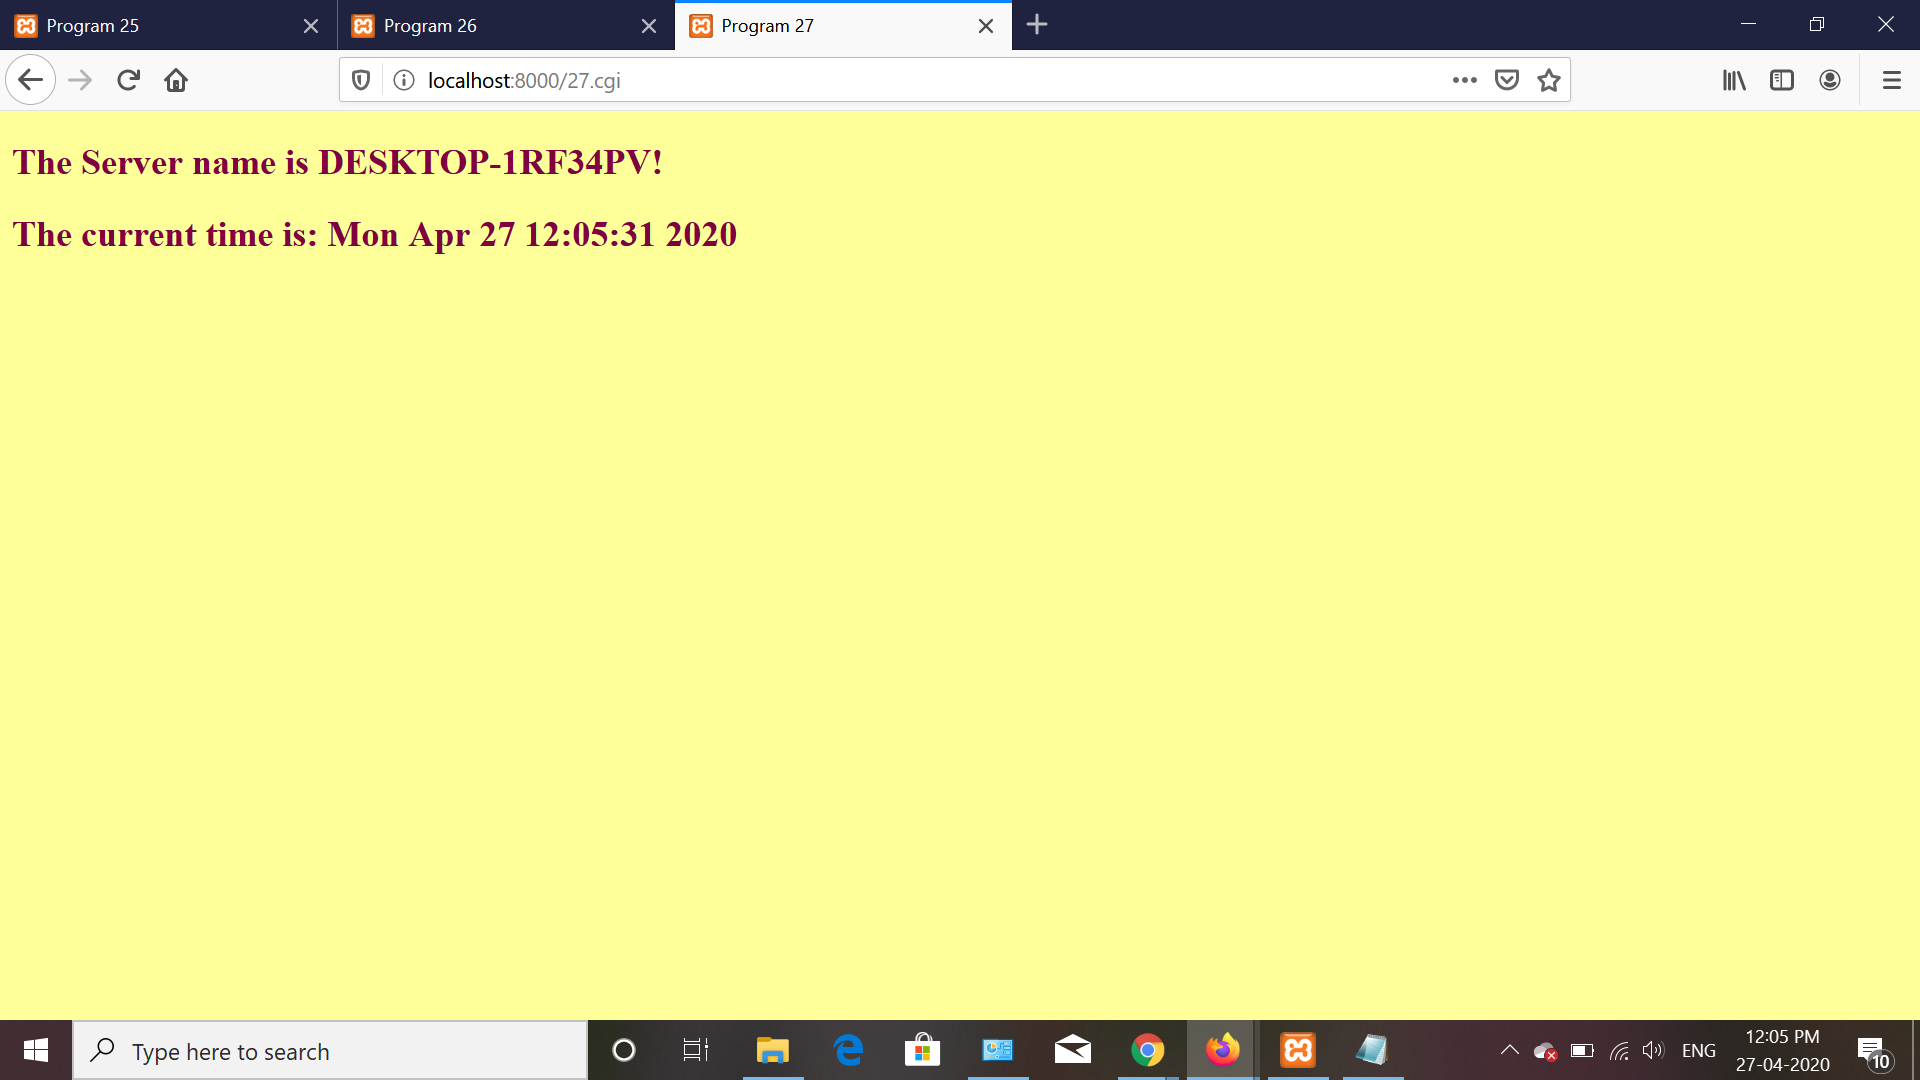 Program 25
Program 26
Program 27
localhost:8000/27.cgi
The Server name is DESKTOP-1RF34PV!
The current time is: Mon Apr 27 12:05:31 2020
Type here to search
ENG
12:05 PM
27-04-2020
10